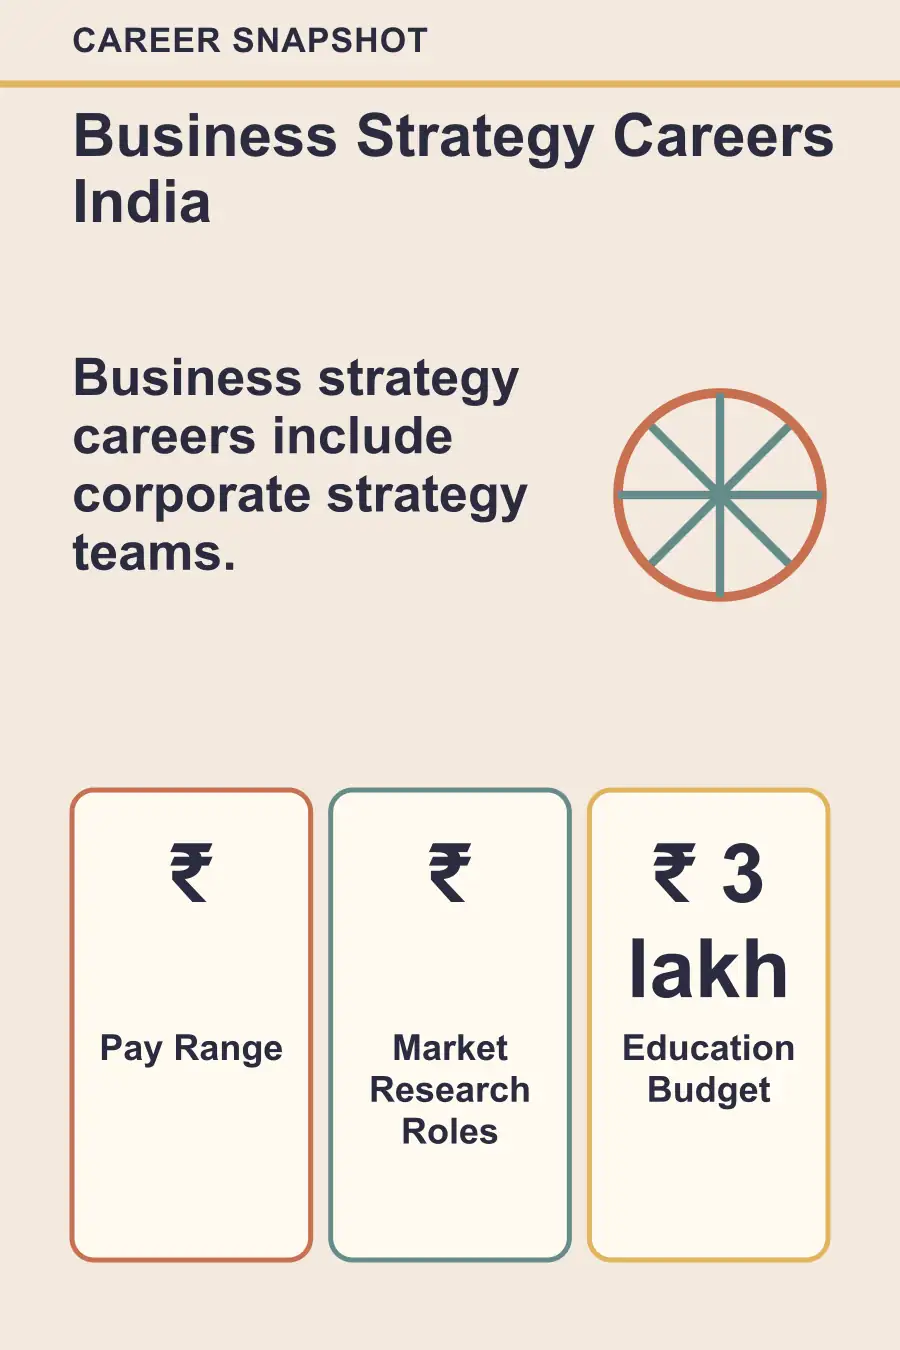 CAREER SNAPSHOT
Business Strategy Careers
India
Business strategy
careers include
corporate strategy
teams.
₹
Pay Range
₹
Market
Research
Roles
₹ 3
lakh
Education
Budget